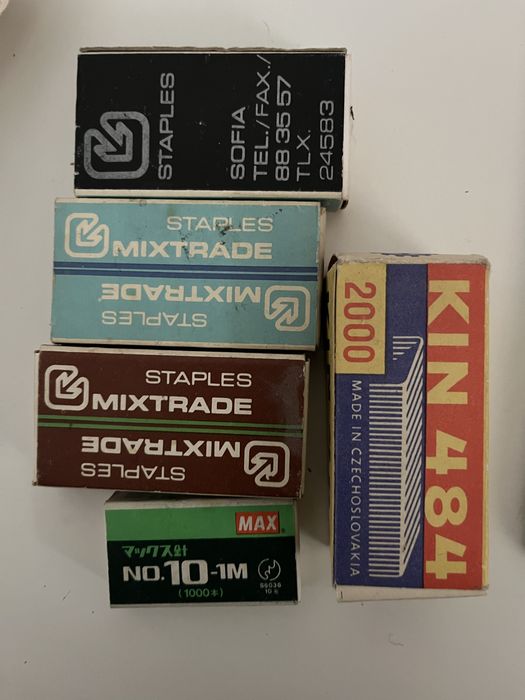 STAPLES
SOFIA
TEL./FAX./
88 35 57
TLX.
24583
STAPLES
MIXTRADE
MIXTRADE
STAPLES
STAPLES
MIXTRADE
MIXTRADE
STAPLES
MAX
マックス針
NO.10-1M
(1000本)
S6036
KIN 484
2000
MADE IN CZECHOSLOVAKIA